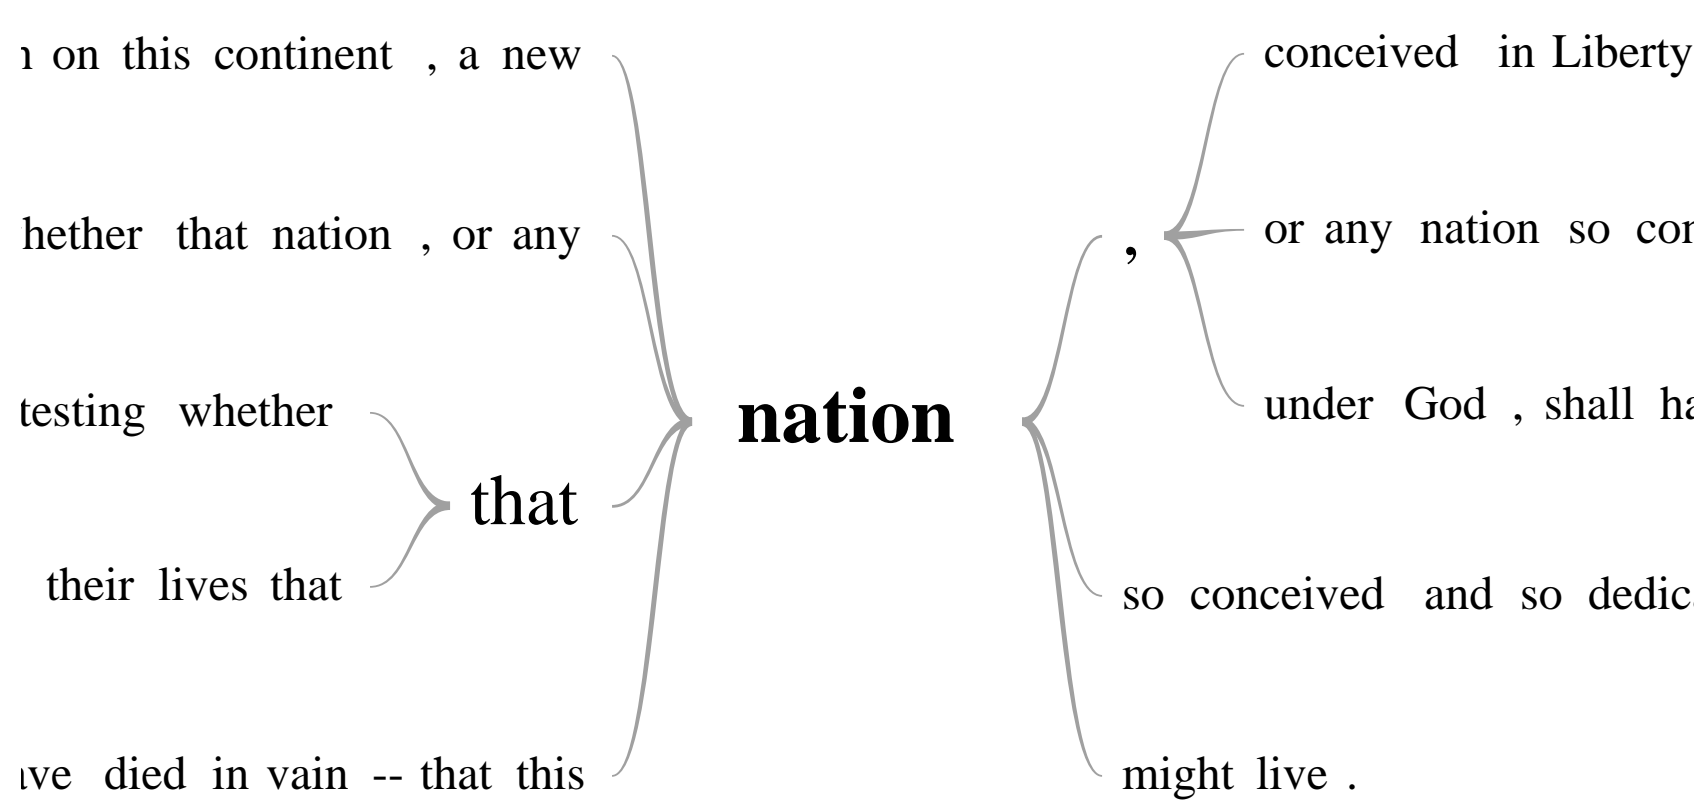 on this continent , a new
that nation , or any
testing whether
their lives that
that
died in vain -- that this
nation
,
conceived in Liberty
or any nation so
under God , shall
so conceived and so
might live .